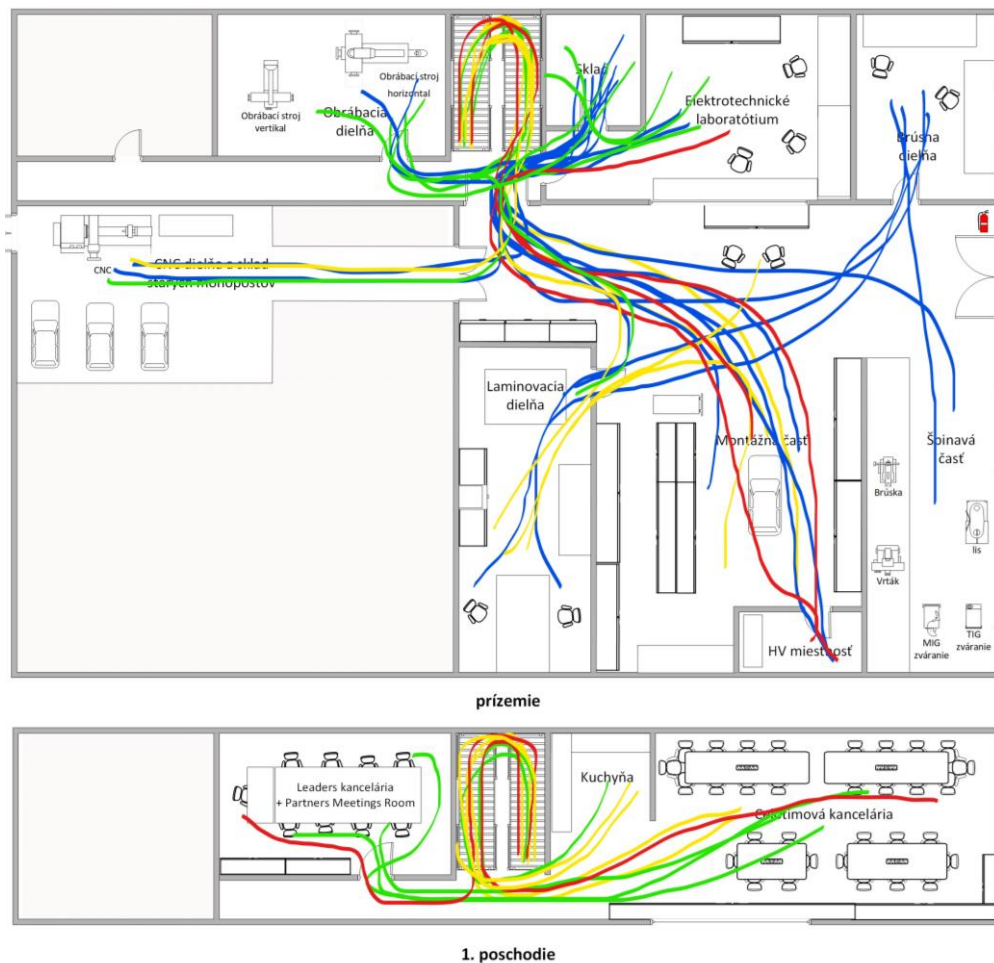 Obrábací stroj
vertikal
Obrábací stroj
horizontal
Obrábacia
dielňa
Sklad
Elektrotechnické
laboratótium
Brúsna
dielňa
CNC
CNC dielňa a sklad
starých monopostov
Laminovacia
dielňa
Montážna časť
Špinavá
časť
Brúska
lis
Vrták
MIG
zváranie
TIG
zváranie
HV miestnosť
prízemie
Leaders kancelária
+ Partners Meetings Room
Kuchyňa
Celotímová kancelária
1. poschodie